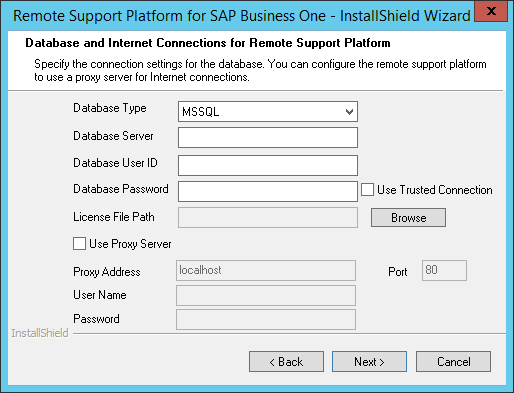 Remote Support Platform for SAP Business One - InstallShield Wizard X
Database and Internet Connections for Remote Support Platform
Specify the connection settings for the database. You can configure the remote support platform
to use a proxy server for Internet connections.
Database Type MSSQL
Database Server
Database User ID
Database Password Use Trusted Connection
License File Path Browse
Use Proxy Server
Proxy Address localhost Port 80
User Name
Password
InstallShield
< Back Next > Cancel